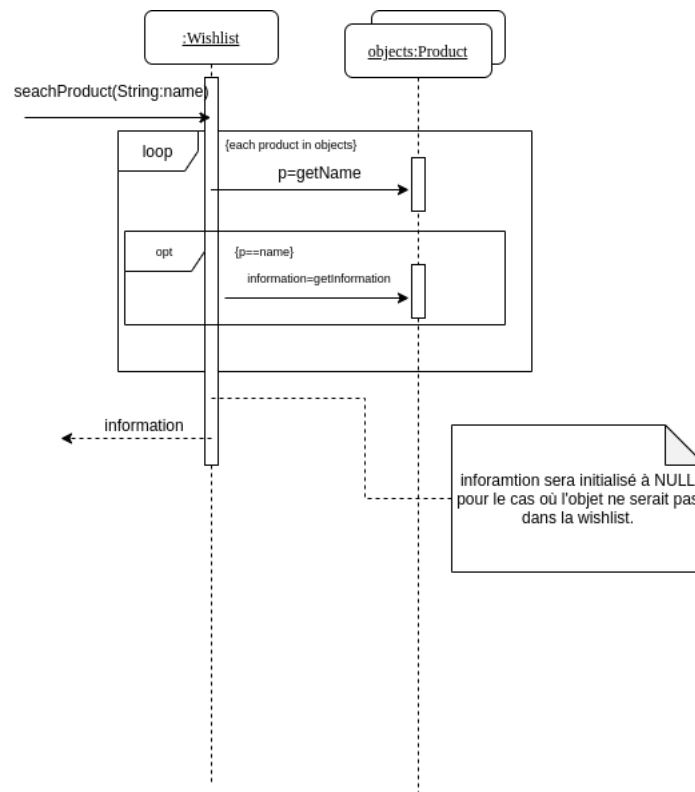 :Wishlist
objects:Product
seachProduct(String:name)
loop
{each product in objects}
p=getName
opt
{p==name}
information=getInformation
information
inforamtion sera initialisé à NULL
pour le cas où l'objet ne serait pas
dans la wishlist.